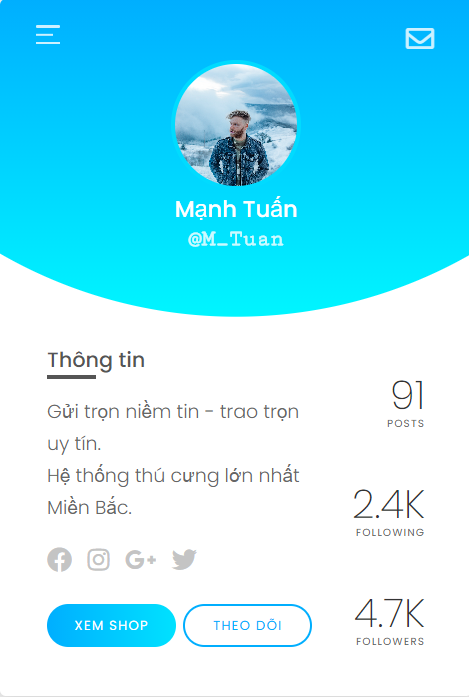 Mạnh Tuấn
@M_Tuan
Thông tin
Gửi trọn niềm tin - trao trọn
uy tín.
Hệ thống thú cưng lớn nhất
Miền Bắc.
XEM SHOP
THEO DÕI
91
POSTS
2.4K
FOLLOWING
4.7K
FOLLOWERS